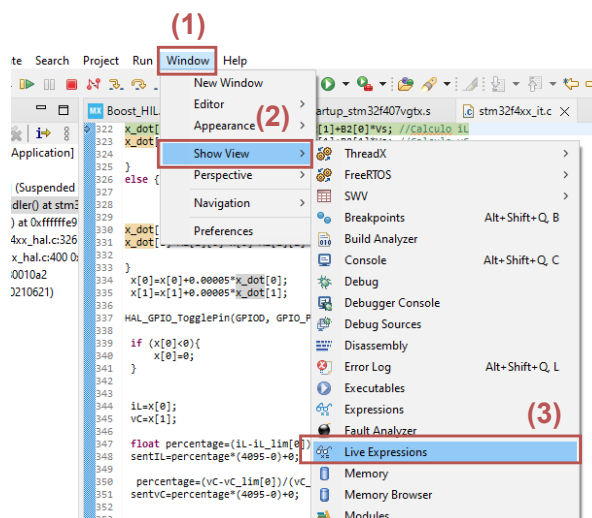 (1)
te Search Project Run Window Help
New Window
Editor
Appearance
(2)
Show View
Perspective
Navigation
Preferences
MX Boost_HIL.
artup_stm32f407vgtx.s
stm32f4xx_it.c
Application]
(Suspended
dler() at stm3
) at 0xffffffe9
4xx_hal.c:326
x_hal.c:400 0x
80010a2
0210621)
322 x_dot[ [1]+B2[0]*Vs; //Calculo iL
323 x_dot[
324
325 }
326 else {
327
328
329
330 x_dot[
331 x_dot[
332
333 }
334 x[0]=x[0]+0.00005*x_dot[0];
335 x[1]=x[1]+0.00005*x_dot[1];
336
337 HAL_GPIO_TogglePin(GPIOD, GPIO_P
338
339 if (x[0]<0){
340 x[0]=0;
341 }
342
343
344 iL=x[0];
345 vC=x[1];
346
347 float percentage=(iL-iL_lim[0])
348 sentIL=percentage*(4095-0)+0;
349
350 percentage=(vC-vC_lim[0])/(vC_
351 sentvC=percentage*(4095-0)+0;
352
ThreadX
FreeRTOS
SWV
Breakpoints Alt+Shift+Q, B
Build Analyzer
Console Alt+Shift+Q, C
Debug
Debugger Console
Debug Sources
Disassembly
Error Log Alt+Shift+Q, L
Executables
Expressions
(3)
Fault Analyzer
Live Expressions
Memory
Memory Browser
Modules